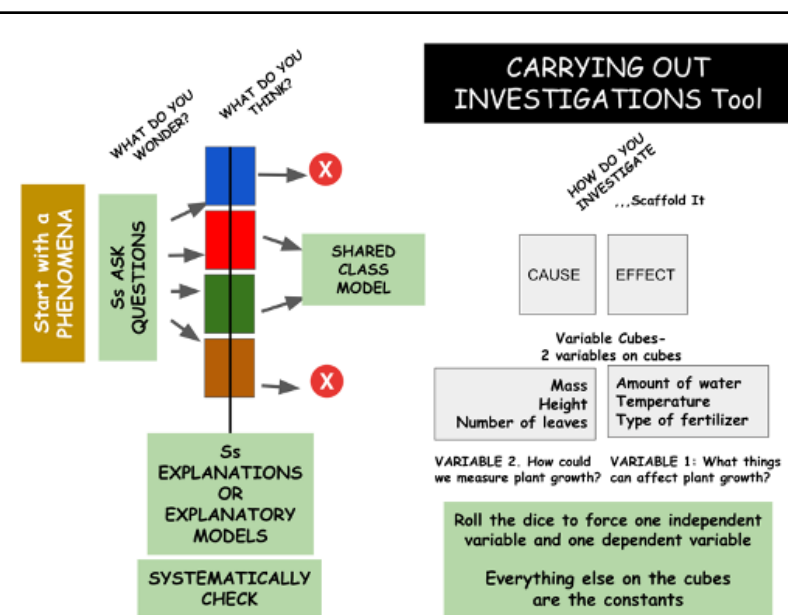 WHAT DO YOU
WONDER?
WHAT DO YOU
THINK?
Start with a
PHENOMENA
Ss ASK
QUESTIONS
X
SHARED
CLASS
MODEL
X
Ss
EXPLANATIONS
OR
EXPLANATORY
MODELS
SYSTEMATICALLY
CHECK
CARRYING OUT
INVESTIGATIONS Tool
HOW DO YOU
INVESTIGATE
,,,Scaffold It
CAUSE
EFFECT
Variable Cubes-
2 variables on cubes
Mass
Height
Number of leaves
Amount of water
Temperature
Type of fertilizer
VARIABLE 2. How could
we measure plant growth?
VARIABLE 1: What things
can affect plant growth?
Roll the dice to force one independent
variable and one dependent variable
Everything else on the cubes
are the constants